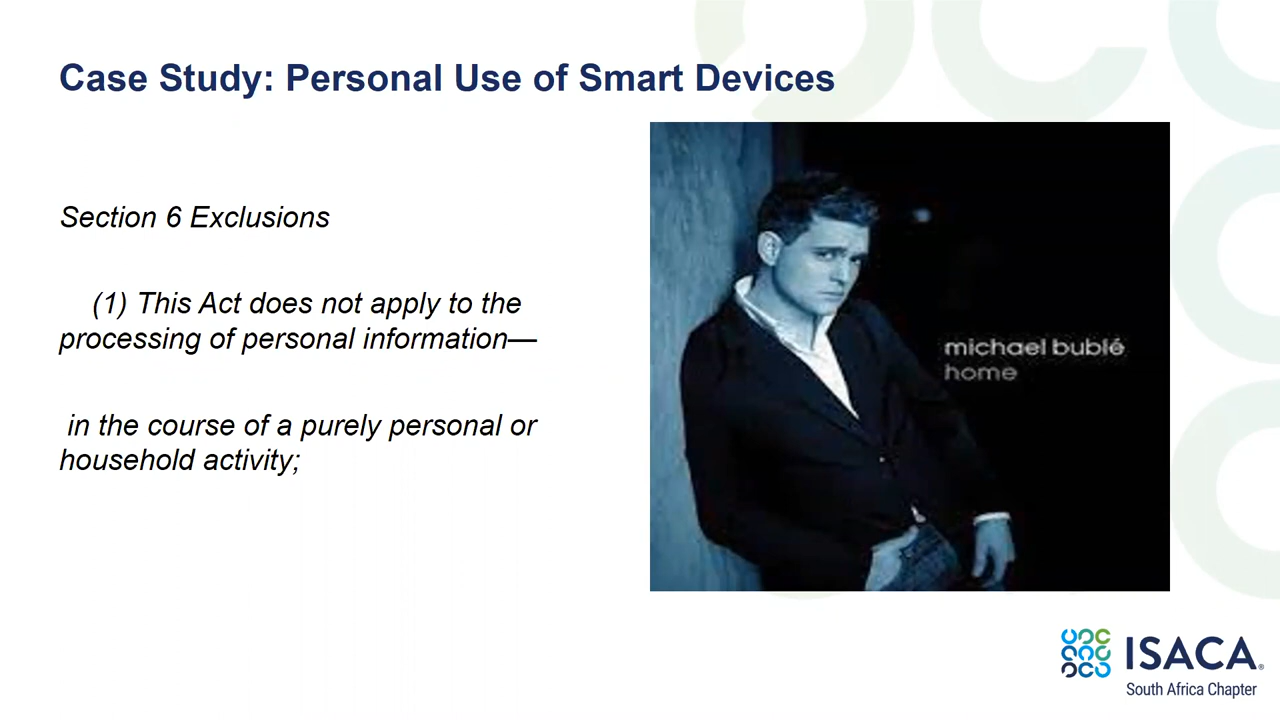 Case Study: Personal Use of Smart Devices
Section 6 Exclusions
(1) This Act does not apply to the
processing of personal information—
in the course of a purely personal or
household activity;
michael bublé
home
ISACA®
South Africa Chapter